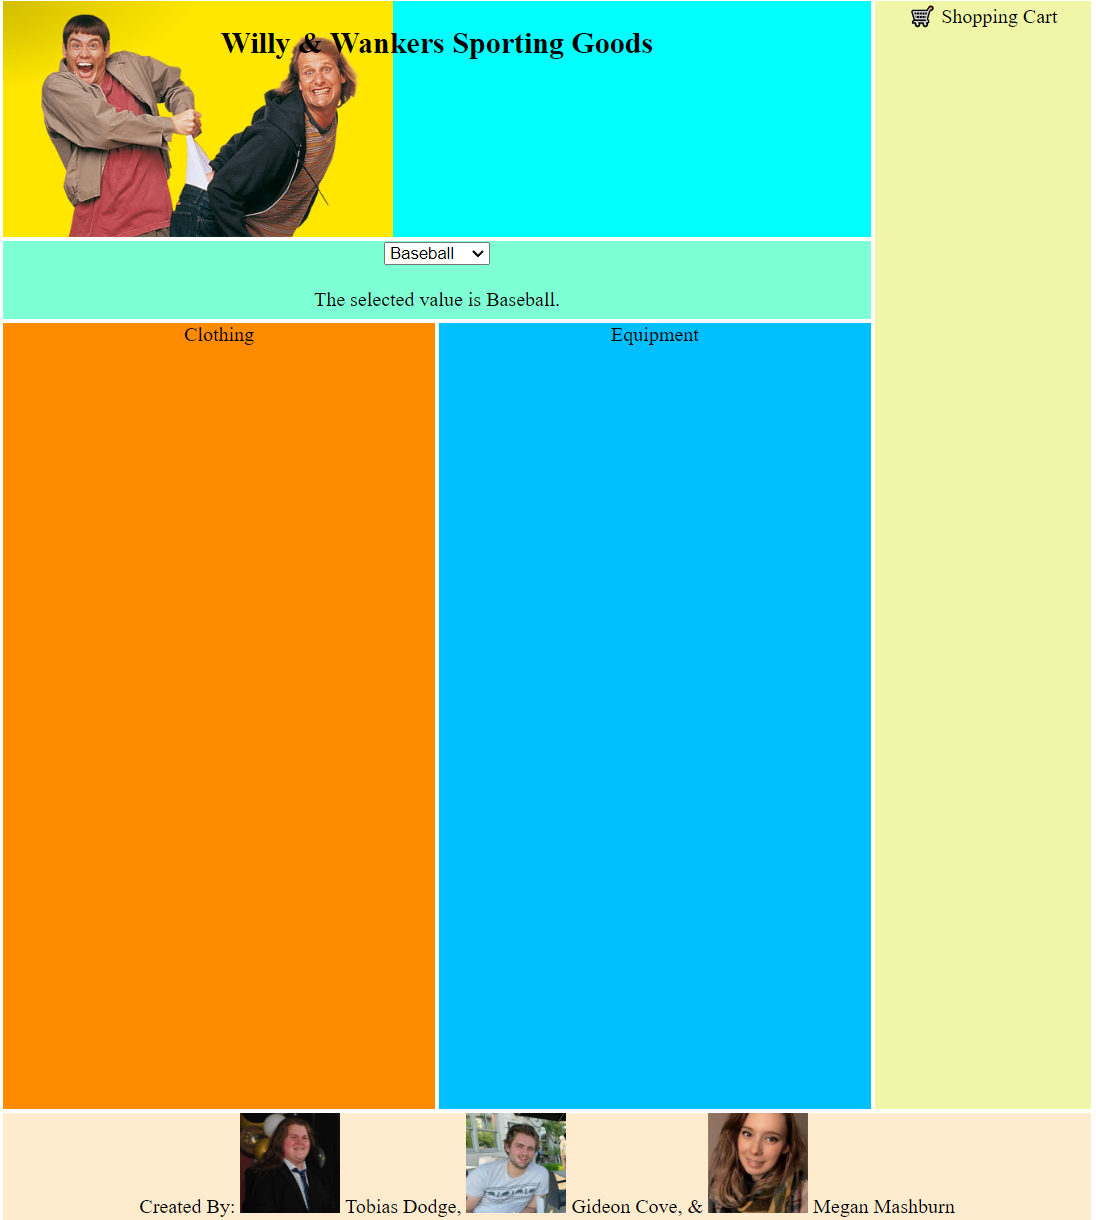 Willy & Wankers Sporting Goods
Shopping Cart
Baseball
The selected value is Baseball.
Clothing
Equipment
Created By: Tobias Dodge, Gideon Cove, & Megan Mashburn